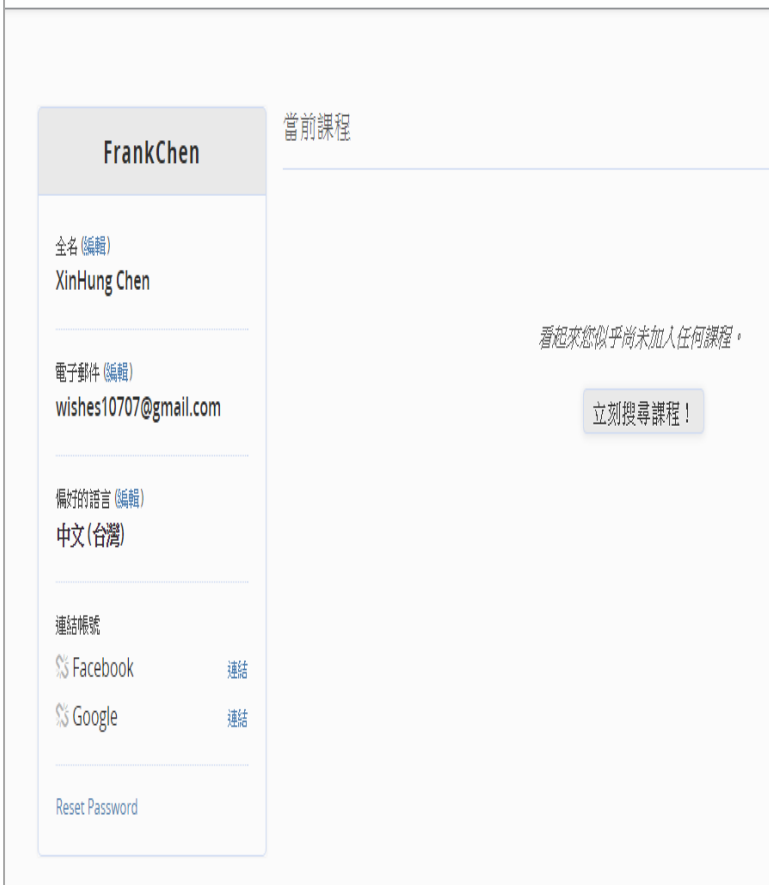 FrankChen
全名 (編輯)
XinHung Chen
電子郵件 (編輯)
wishes10707@gmail.com
偏好的語言 (編輯)
中文 (台灣)
連結帳號
Facebook 連結
Google 連結
Reset Password
當前課程
看起來您似乎尚未加入任何課程。
立刻搜尋課程！